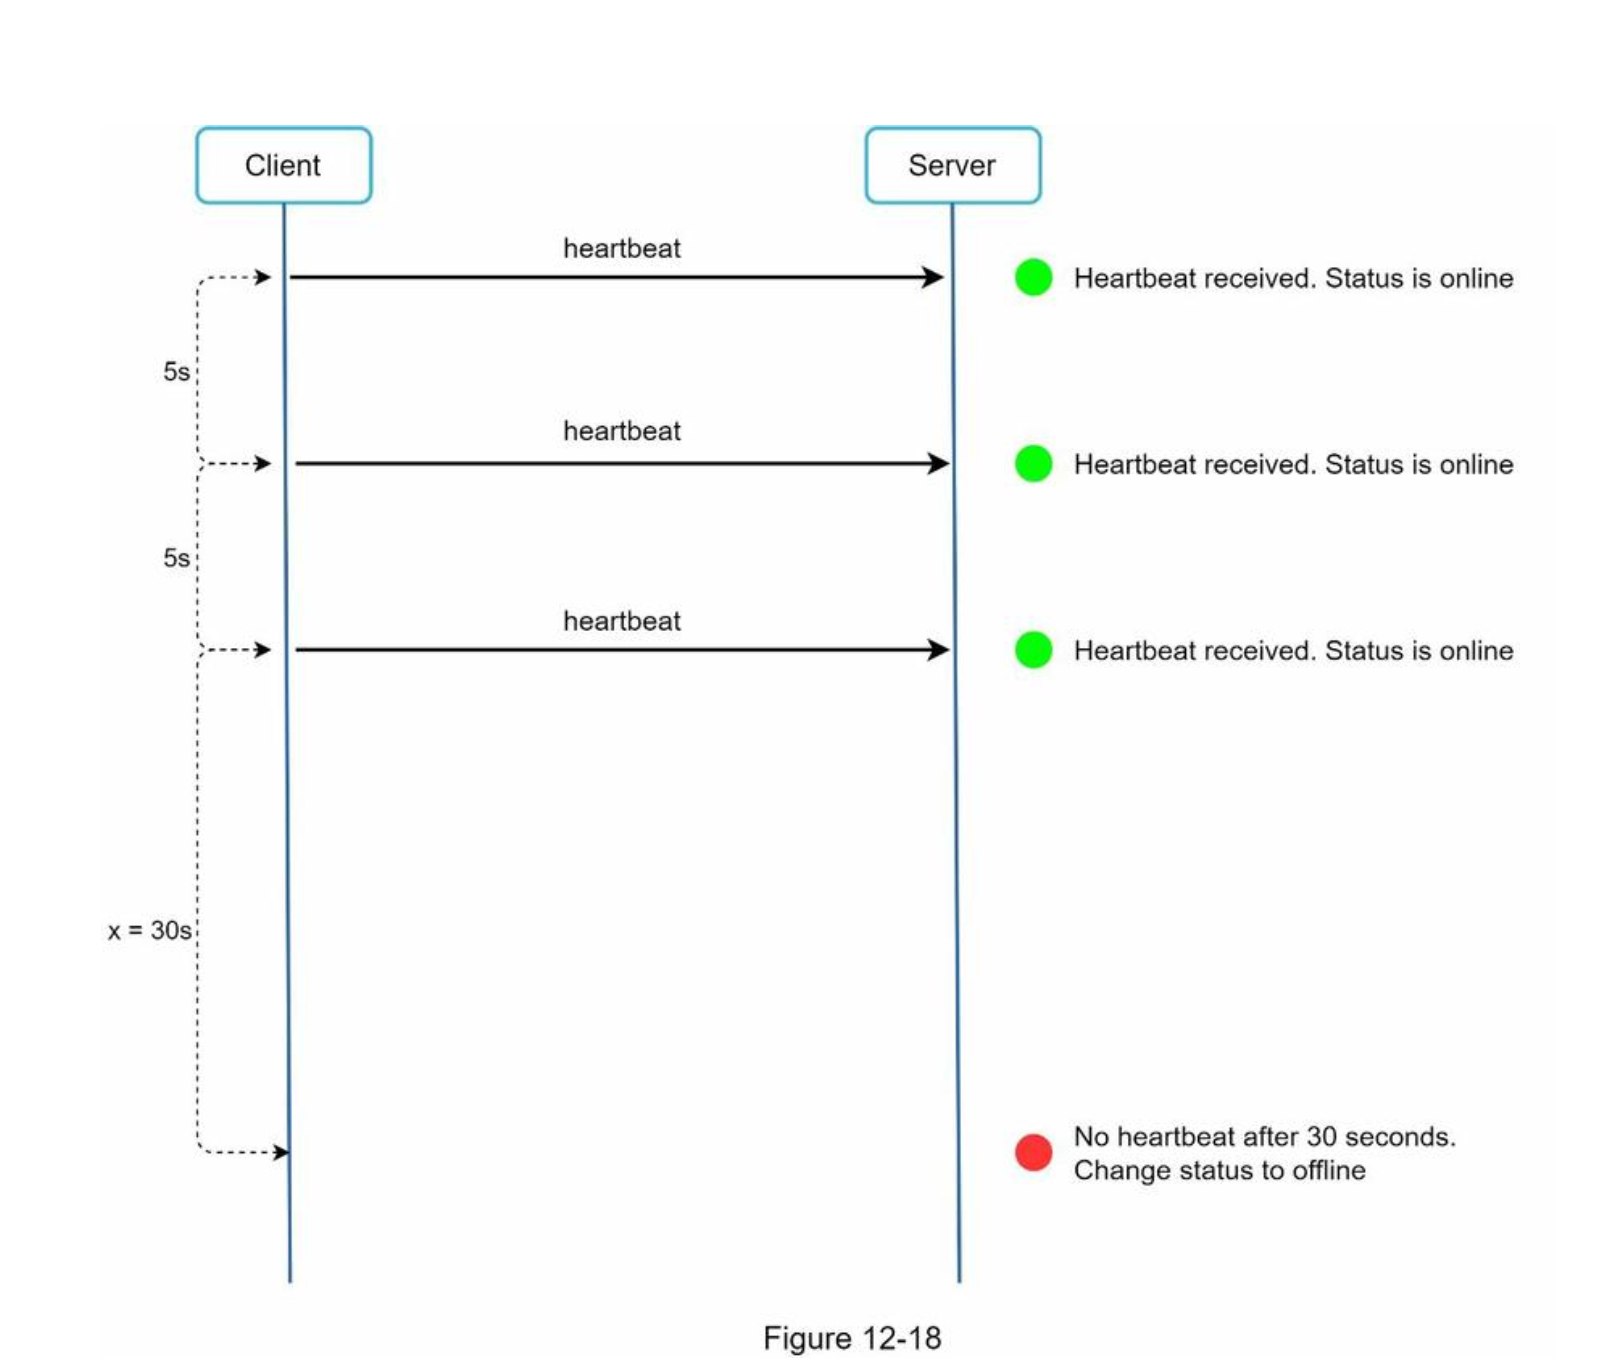 Client
Server
heartbeat
Heartbeat received. Status is online
5s
heartbeat
Heartbeat received. Status is online
5s
heartbeat
Heartbeat received. Status is online
x = 30s
No heartbeat after 30 seconds.
Change status to offline
Figure 12-18